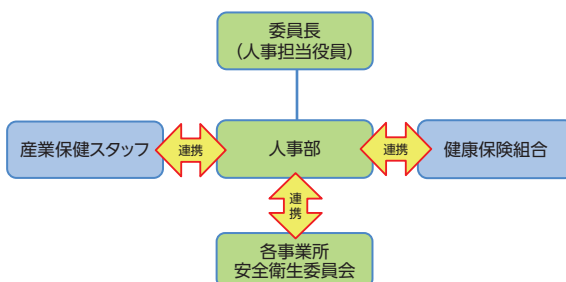 委員長
（人事担当役員）
産業保健スタッフ
連携
人事部
連携
健康保険組合
連携
各事業所
安全衛生委員会